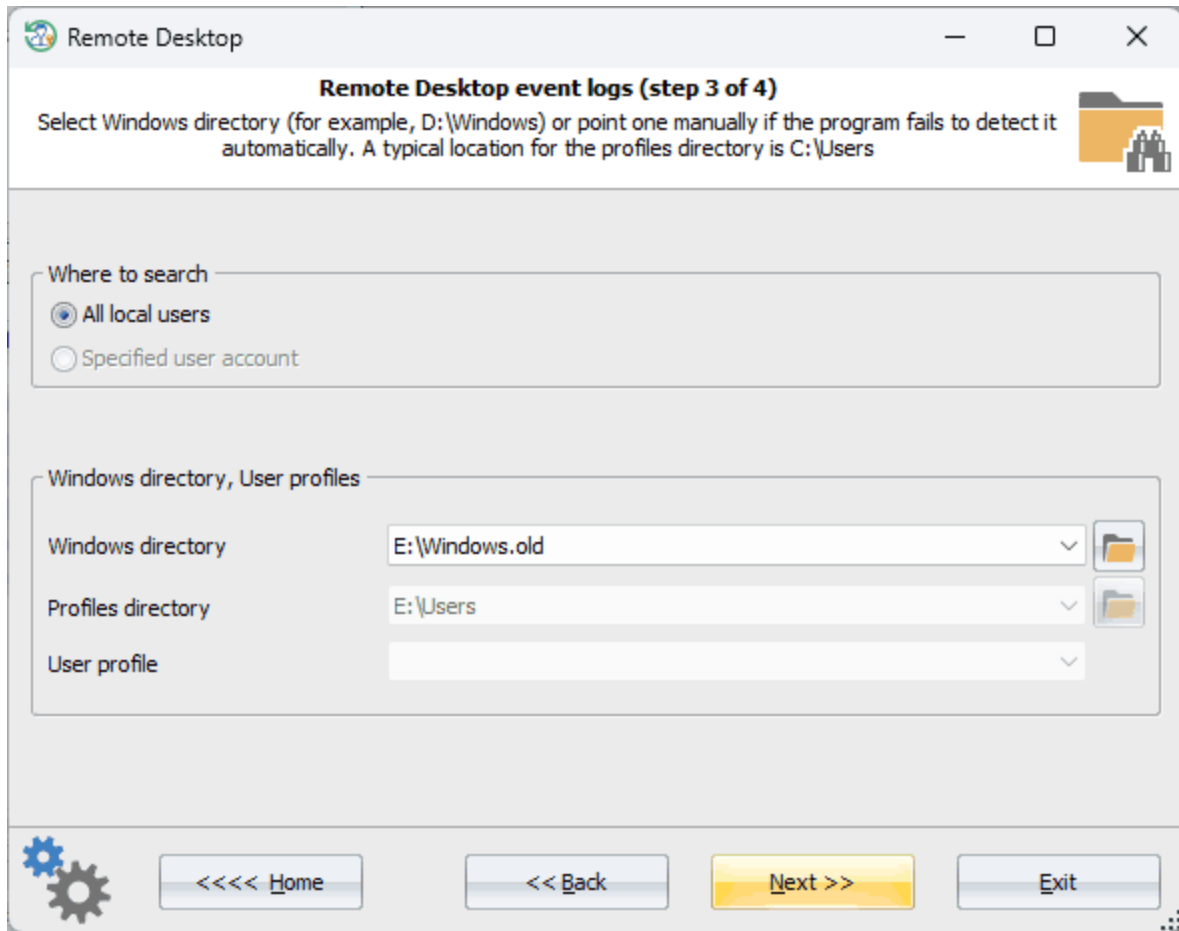 Remote Desktop
Remote Desktop event logs (step 3 of 4)
Select Windows directory (for example, D:\Windows) or point one manually if the program fails to detect it
automatically. A typical location for the profiles directory is C:\Users
Where to search
All local users
Specified user account
Windows directory, User profiles
Windows directory
E:\Windows.old
Profiles directory
E:\Users
User profile
<<<< Home
<< Back
Next >>
Exit